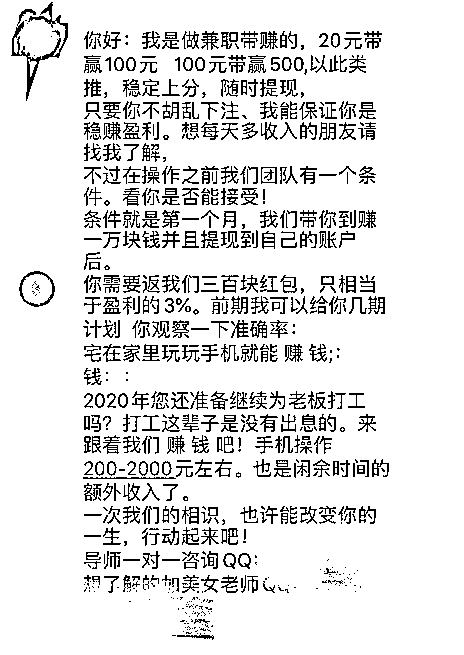 你好：我是做兼职带赚的，20元带
赢100元  100元带赢500,以此类
推，稳定上分，随时提现，
只要你不胡乱下注、我能保证你是
稳赚盈利。想每天多收入的朋友请
找我了解，
不过在操作之前我们团队有一个条
件。看你是否能接受！
条件就是第一个月，我们带你到赚
一万块钱并且提现到自己的账户
后。
你需要返我们三百块红包，只相当
于盈利的3%。前期我可以给你几期
计划  你观察一下准确率：
宅在家里玩玩手机就能 赚 钱;：
钱：：
2020年您还准备继续为老板打工
吗？打工这辈子是没有出息的。来
跟着我们 赚 钱 吧！手机操作
200-2000元左右。也是闲余时间的
额外收入了。
一次我们的相识，也许能改变你的
一生，行动起来吧！
导师一对一咨询QQ：
想了解的加美女老师